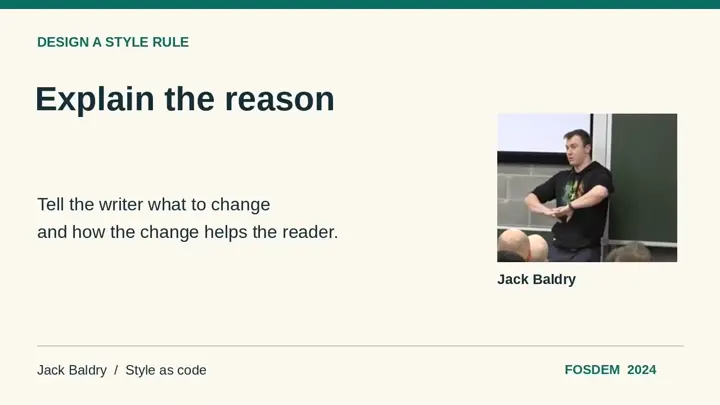 DESIGN A STYLE RULE
Explain the reason
Tell the writer what to change
and how the change helps the reader.
Jack Baldry
Jack Baldry / Style as code
FOSDEM 2024